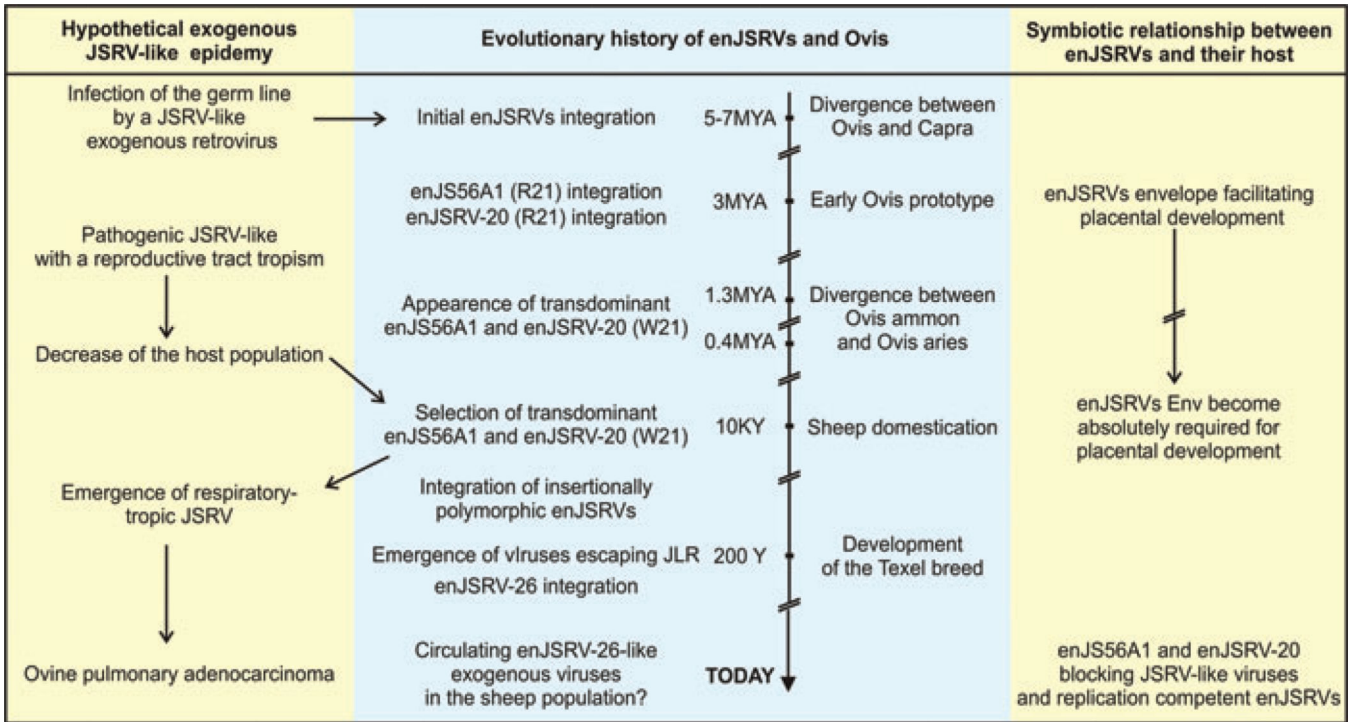 Hypothetical exogenous
JSRV-like epidemy
Evolutionary history of enJSRVs and Ovis
Symbiotic relationship between
enJSRVs and their host
Infection of the germ line
by a JSRV-like
exogenous retrovirus
Pathogenic JSRV-like
with a reproductive tract tropism
Decrease of the host population
Emergence of respiratory-
tropic JSRV
Ovine pulmonary adenocarcinoma
Initial enJSRVs integration
enJS56A1 (R21) integration
enJSRV-20 (R21) integration
Appearence of transdominant
enJS56A1 and enJSRV-20 (W21)
Selection of transdominant
enJS56A1 and enJSRV-20 (W21)
Integration of insertionally
polymorphic enJSRVs
Emergence of vIruses escaping JLR
enJSRV-26 integration
Circulating enJSRV-26-like
exogenous viruses
in the sheep population?
5-7MYA
3MYA
1.3MYA
0.4MYA
10KY
200 Y
TODAY
Divergence between
Ovis and Capra
Early Ovis prototype
Divergence between
Ovis ammon
and Ovis aries
Sheep domestication
Development
of the Texel breed
enJSRVs envelope facilitating
placental development
enJSRVs Env become
absolutely required for
placental development
enJS56A1 and enJSRV-20
blocking JSRV-like viruses
and replication competent enJSRVs